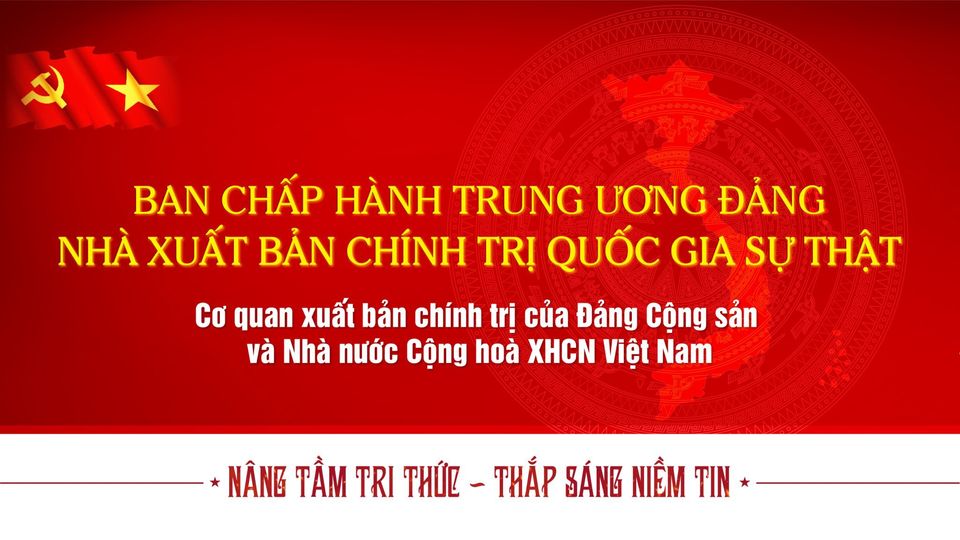 BAN CHẤP HÀNH TRUNG ƯƠNG ĐẢNG
NHÀ XUẤT BẢN CHÍNH TRỊ QUỐC GIA SỰ THẬT
Cơ quan xuất bản chính trị của Đảng Cộng sản
và Nhà nước Cộng hoà XHCN Việt Nam
NÂNG TẦM TRI THỨC – THẮP SÁNG NIỀM TIN